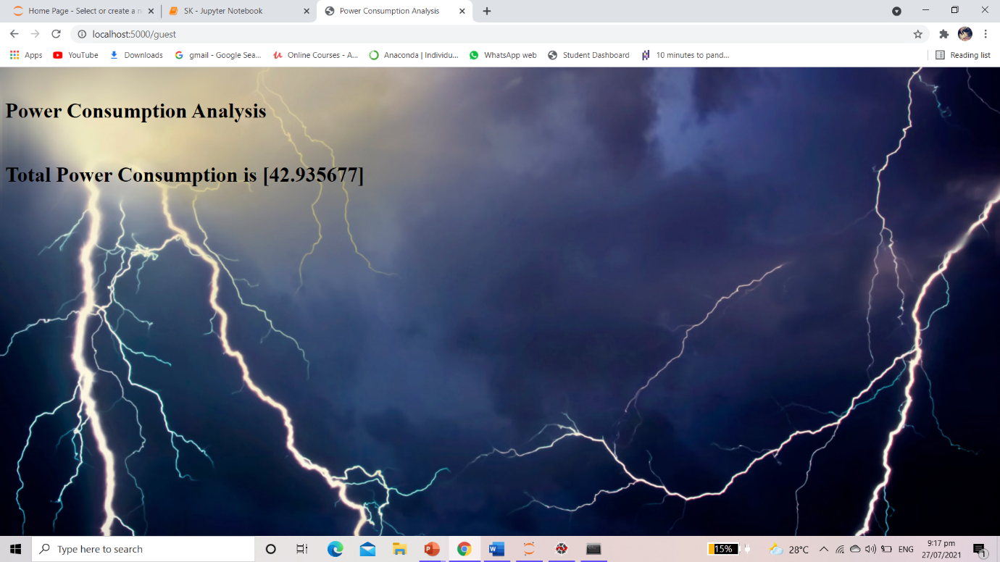 Home Page - Select or create a n
SK - Jupyter Notebook
Power Consumption Analysis
localhost:5000/guest
Apps
YouTube
Downloads
gmail - Google Sea...
Online Courses - A...
Anaconda | Individu...
WhatsApp web
Student Dashboard
10 minutes to pand...
Reading list
Power Consumption Analysis
Total Power Consumption is [42.935677]
Type here to search
15%
28°C
ENG
9:17 pm
27/07/2021
1